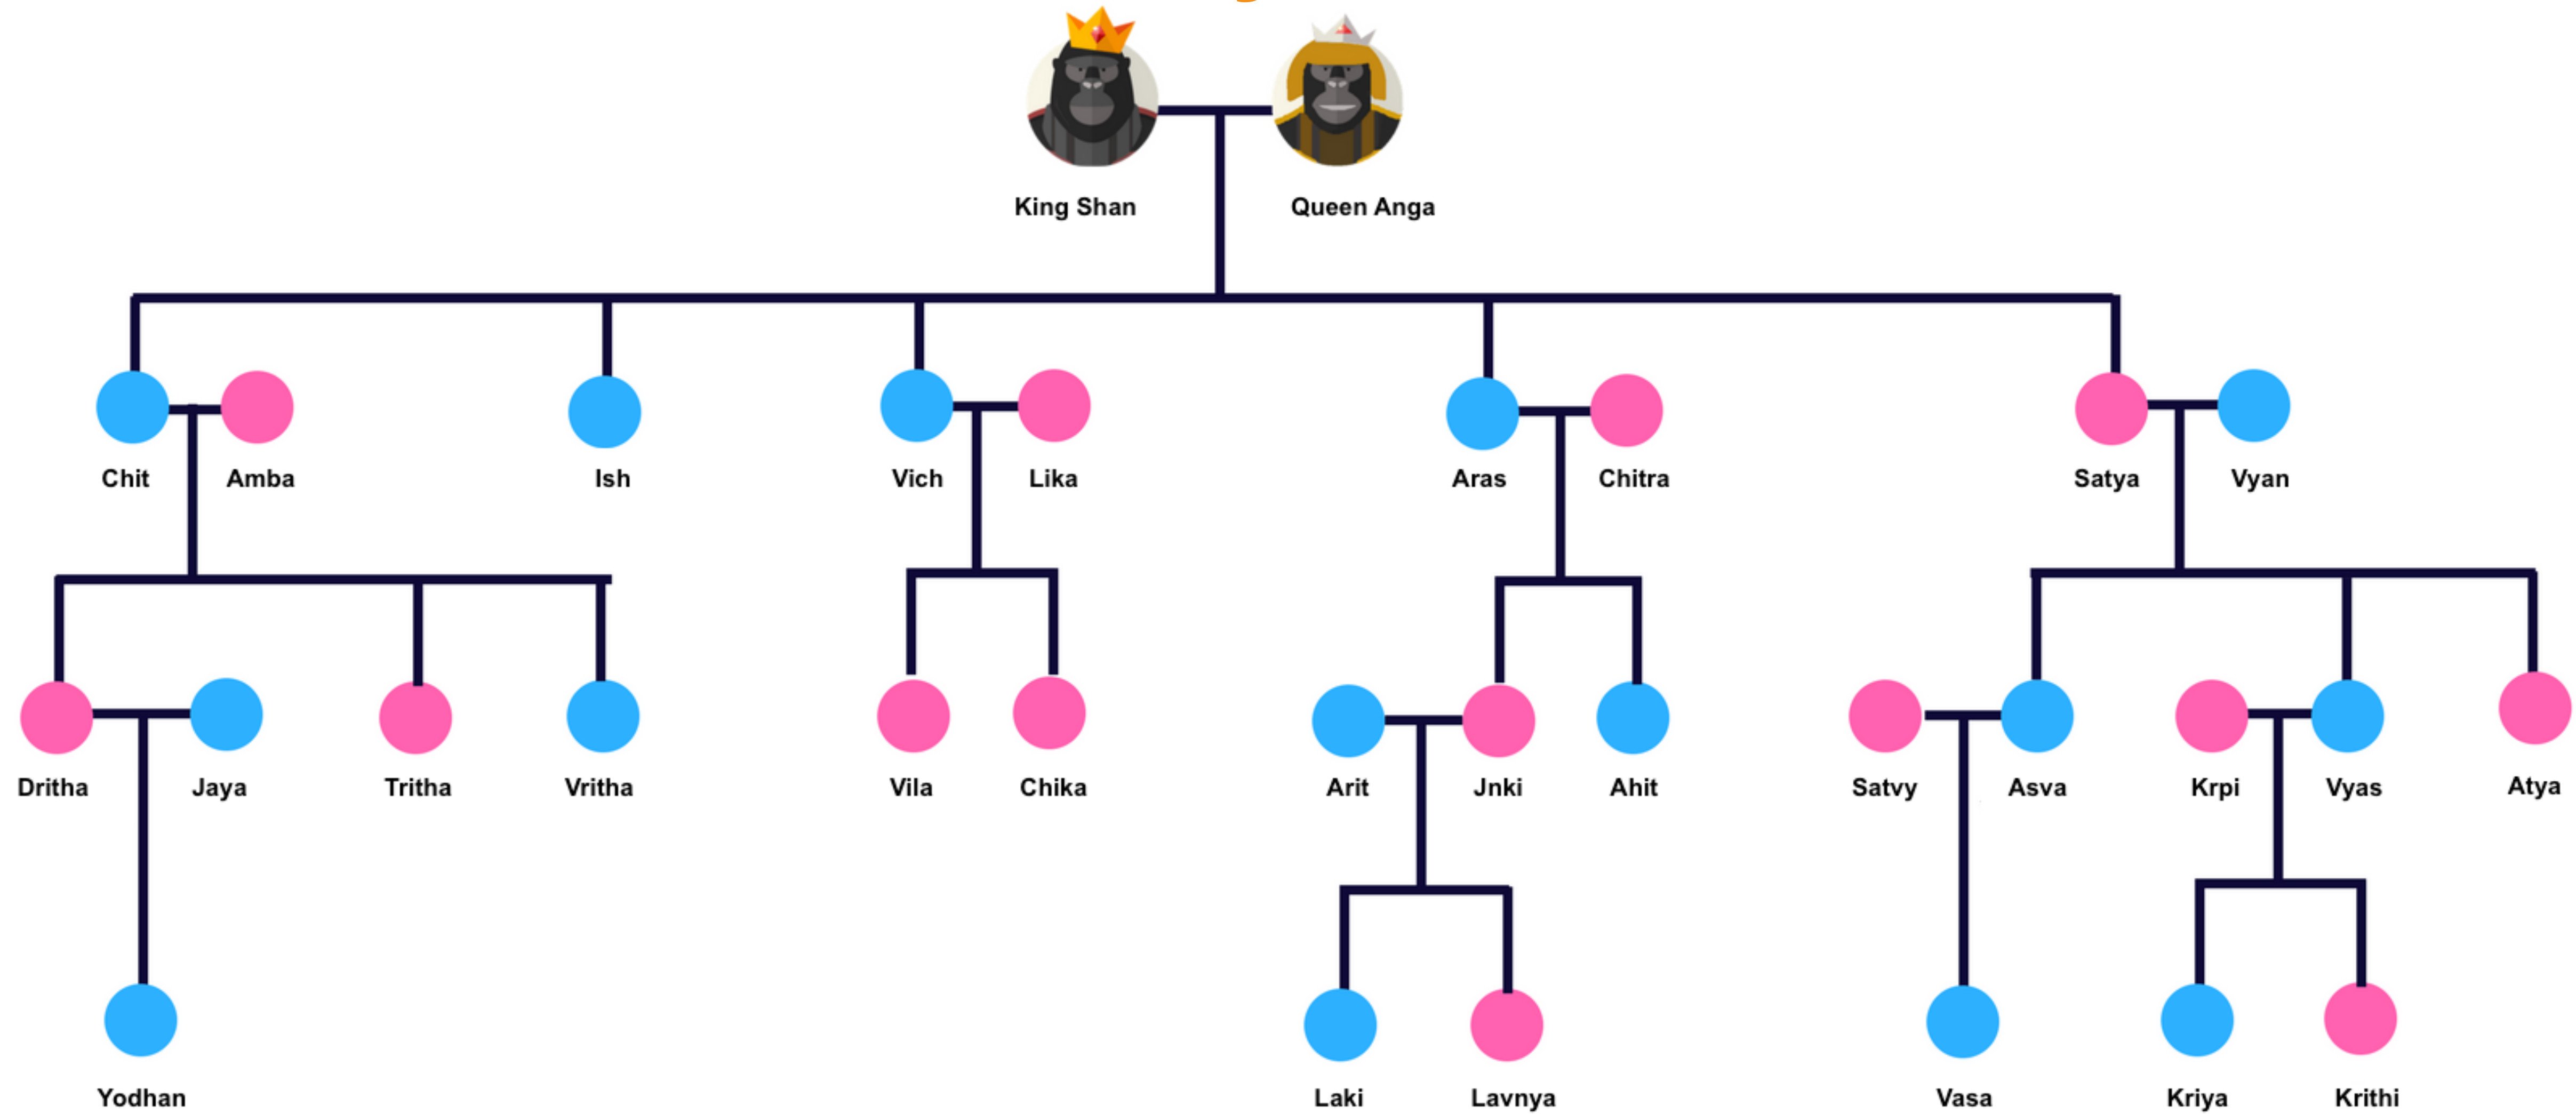 King Shan Queen Anga
Chit Amba Ish Vich Lika Aras Chitra Satya Vyan
Dritha Jaya Tritha Vritha Vila Chika Arit Jnki Ahit Satvy Asva Krpi Vyas Atya
Yodhan Laki Lavnya Vasa Kriya Krithi